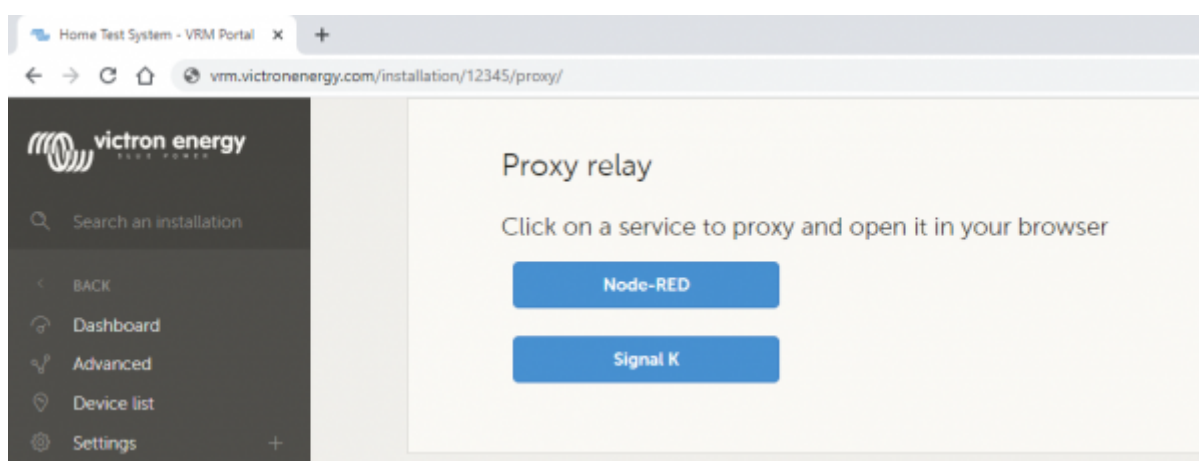 Home Test System - VRM Portal
vrm.victronenergy.com/installation/12345/proxy/
victron energy
BLUE POWER
Search an installation
BACK
Dashboard
Advanced
Device list
Settings
Proxy relay
Click on a service to proxy and open it in your browser
Node-RED
Signal K